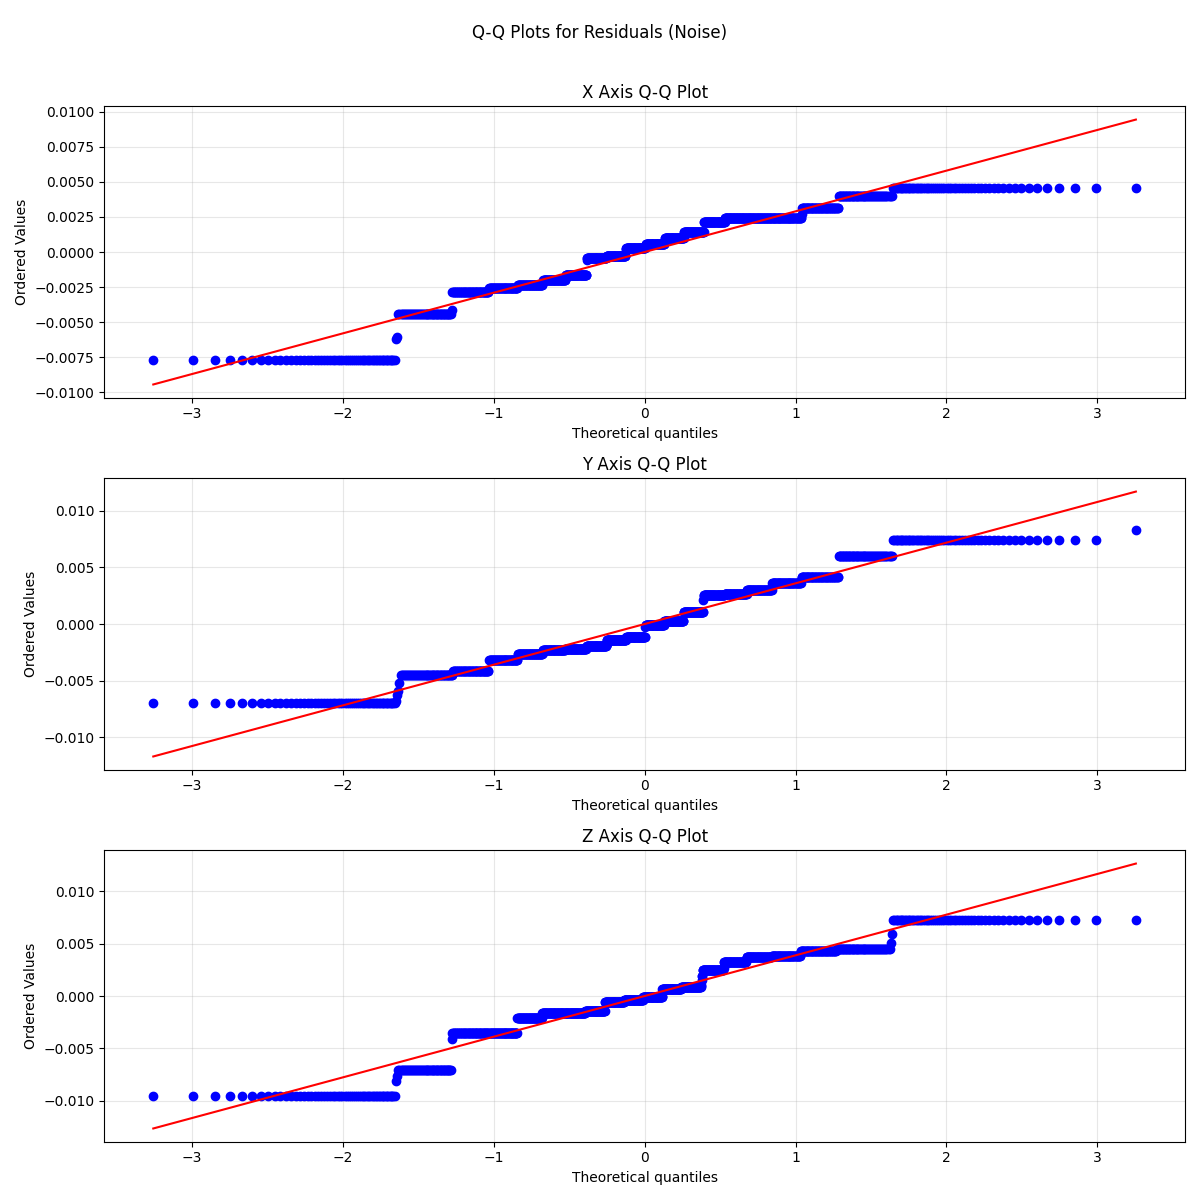 Q-Q Plots for Residuals (Noise)
X Axis Q-Q Plot
0.0100
0.0075
0.0050
0.0025
0.0000
−0.0025
−0.0050
−0.0075
−0.0100
Ordered Values
−3 −2 −1 0 1 2 3
Theoretical quantiles
Y Axis Q-Q Plot
0.010
0.005
0.000
−0.005
−0.010
Ordered Values
−3 −2 −1 0 1 2 3
Theoretical quantiles
Z Axis Q-Q Plot
0.010
0.005
0.000
−0.005
−0.010
Ordered Values
−3 −2 −1 0 1 2 3
Theoretical quantiles